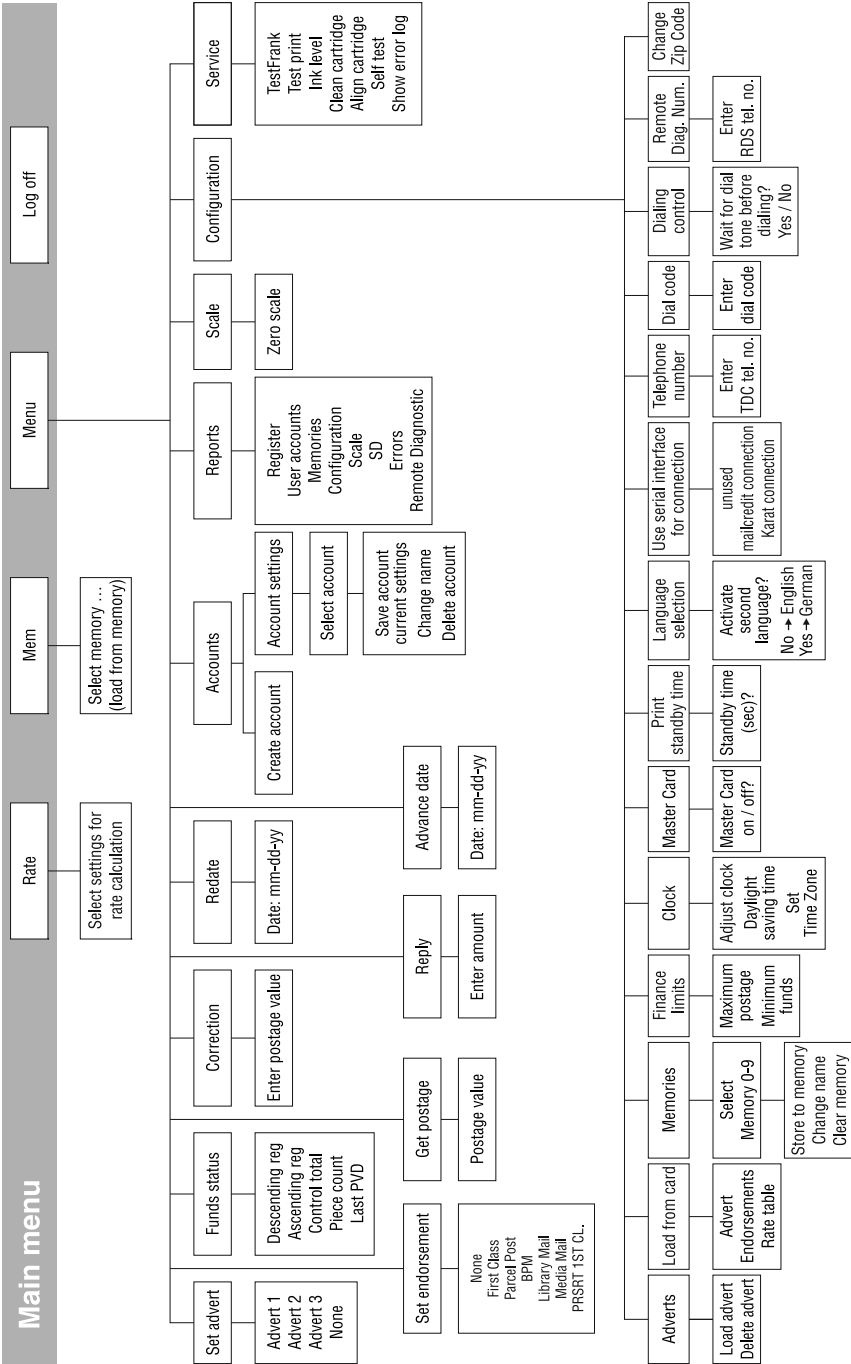 Main menu
Rate
Mem
Menu
Log off
Select settings for
rate calculation
Select memory ...
(load from memory)
Set advert
Advert 1
Advert 2
Advert 3
None
Set endorsement
None
First Class
Parcel Post
BPM
Library Mail
Media Mail
PRSRT 1ST CL.
Funds status
Descending reg
Ascending reg
Control total
Piece count
Last PVD
Get postage
Postage value
Correction
Enter postage value
Reply
Enter amount
Redate
Date: mm-dd-yy
Advance date
Date: mm-dd-yy
Accounts
Create account
Account settings
Select account
Save account
current settings
Change name
Delete account
Reports
Register
User accounts
Memories
Configuration
Scale
SD
Errors
Remote Diagnostic
Scale
Zero scale
Configuration
Service
TestFrank
Test print
Ink level
Clean cartridge
Align cartridge
Self test
Show error log
Adverts
Load advert
Delete advert
Load from card
Advert
Endorsements
Rate table
Memories
Select
Memory 0-9
Store to memory
Change name
Clear memory
Finance
limits
Maximum
postage
Minimum
funds
Clock
Adjust clock
Daylight
saving time
Set
Time Zone
Master Card
Master Card
on / off?
Print
standby time
Standby time
(sec)?
Language
selection
Activate
second
language?
No → English
Yes → German
Use serial interface
for connection
unused
mailcredit connection
Karat connection
Telephone
number
Enter
TDC tel. no.
Dial code
Enter
dial code
Dialing
control
Wait for dial
tone before
dialing?
Yes / No
Remote
Diag. Num.
Enter
RDS tel. no.
Change
Zip Code